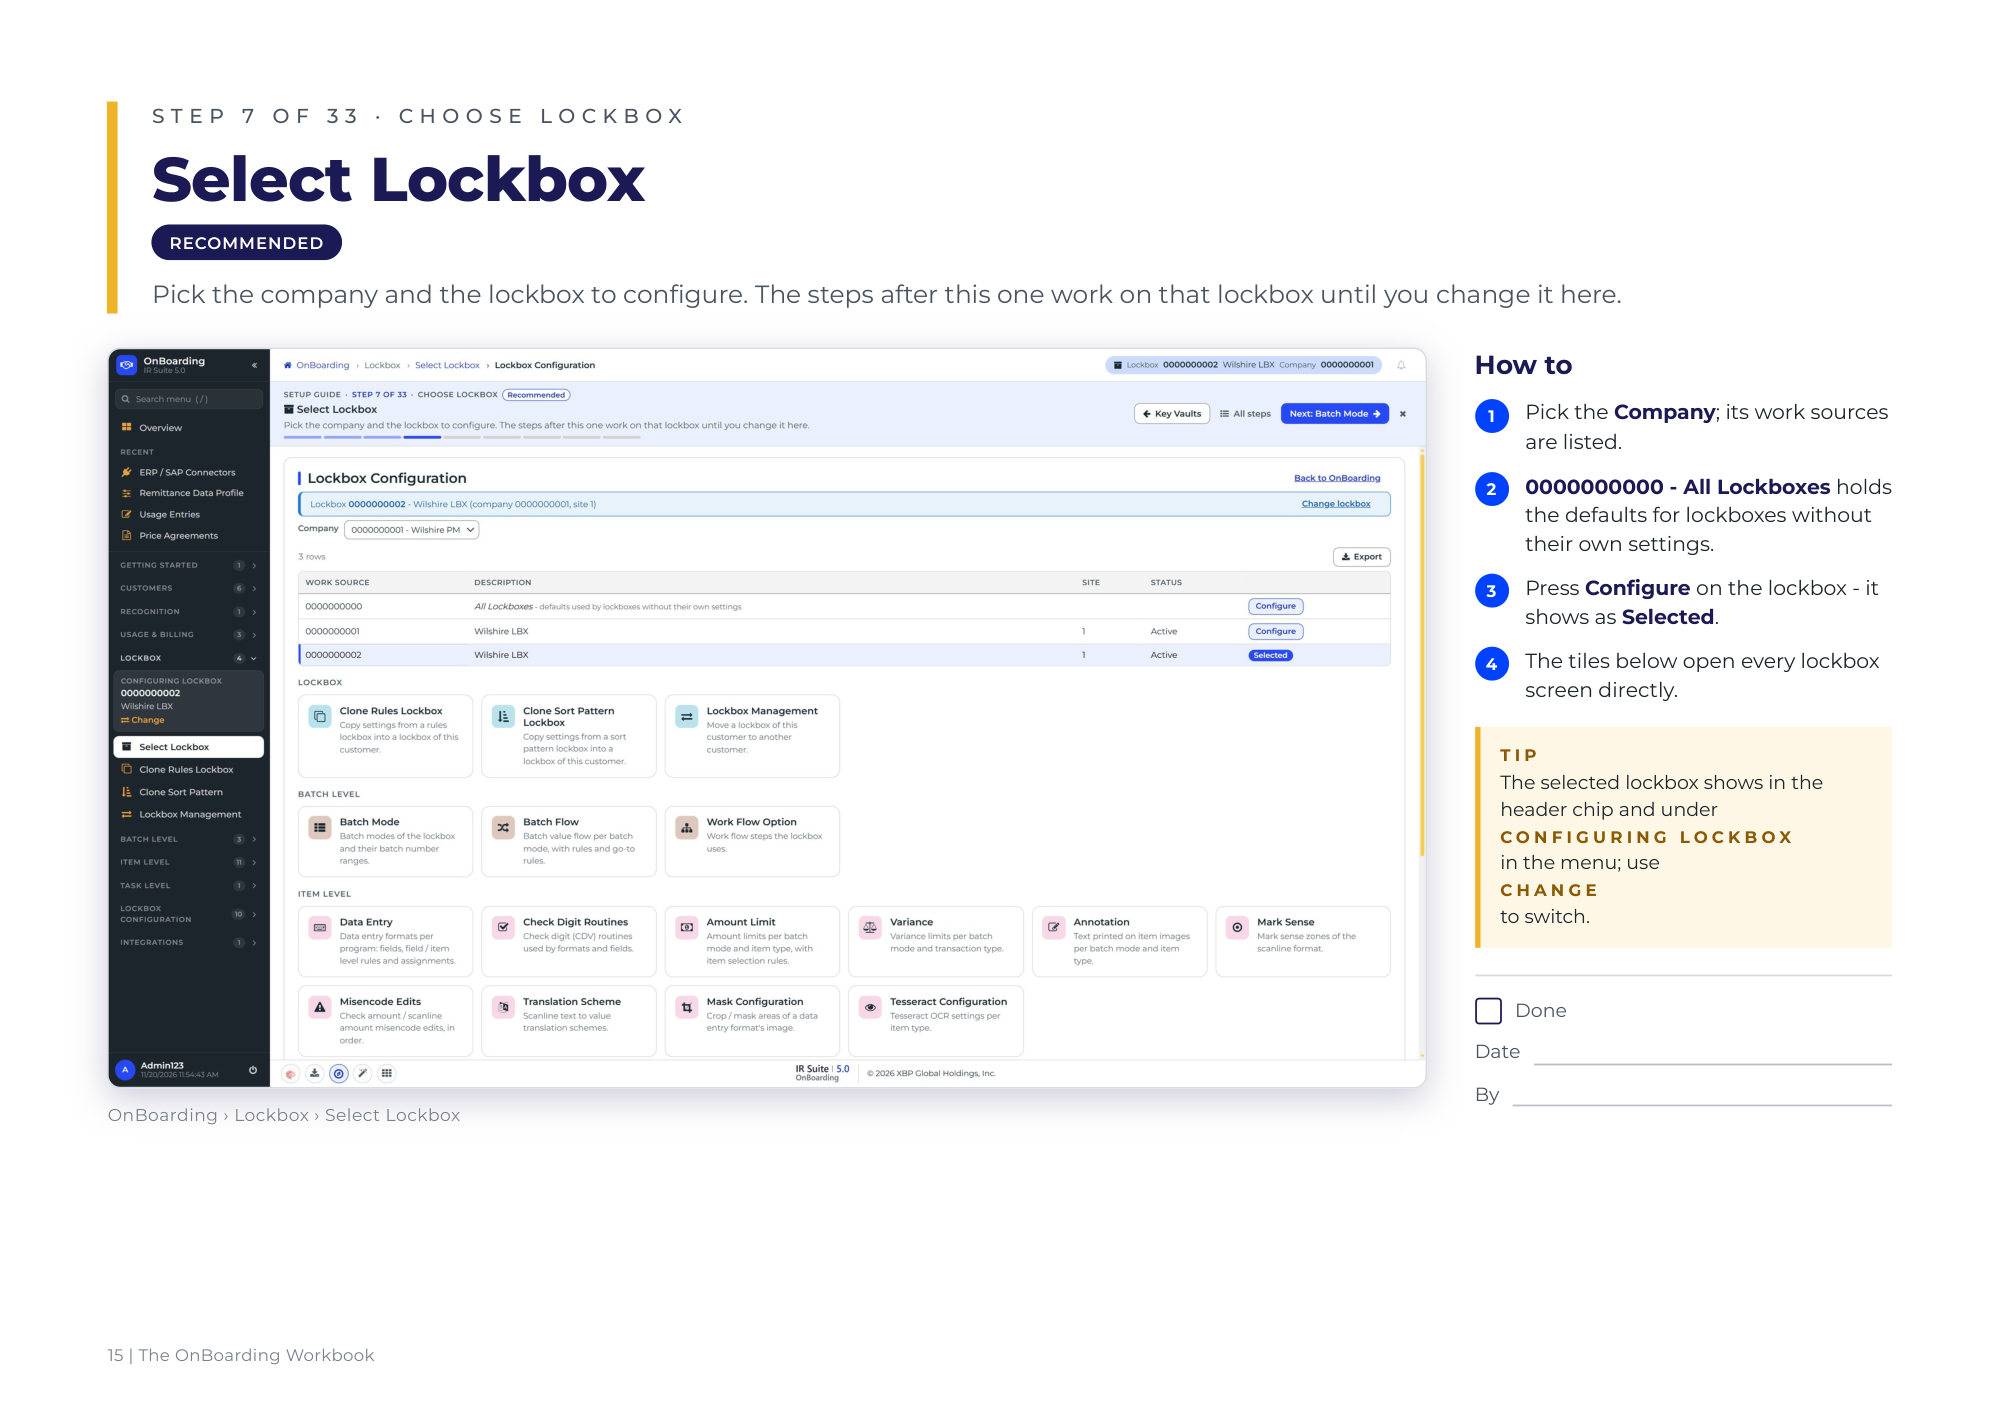 STEP 7 OF 33 · CHOOSE LOCKBOX
Select Lockbox
RECOMMENDED
Pick the company and the lockbox to configure. The steps after this one work on that lockbox until you change it here.
OnBoarding
IR Suite 5.0
«
Search menu ( / )
Overview
RECENT
ERP / SAP Connectors
Remittance Data Profile
Usage Entries
Price Agreements
GETTING STARTED 1 ›
CUSTOMERS 6 ›
RECOGNITION 1 ›
USAGE & BILLING 3 ›
LOCKBOX 4
CONFIGURING LOCKBOX
0000000002
Wilshire LBX
Change
Select Lockbox
Clone Rules Lockbox
Clone Sort Pattern
Lockbox Management
BATCH LEVEL 3 ›
ITEM LEVEL 11 ›
TASK LEVEL 1 ›
LOCKBOX
CONFIGURATION 10 ›
INTEGRATIONS 1 ›
A
Admin123
11/20/2026 11:54:43 AM
OnBoarding › Lockbox › Select Lockbox › Lockbox Configuration
Lockbox 0000000002 Wilshire LBX Company 0000000001
SETUP GUIDE · STEP 7 OF 33 · CHOOSE LOCKBOX Recommended
Select Lockbox
Pick the company and the lockbox to configure. The steps after this one work on that lockbox until you change it here.
← Key Vaults
All steps
Next: Batch Mode →
×
Lockbox Configuration
Back to OnBoarding
Lockbox 0000000002 - Wilshire LBX (company 0000000001, site 1)
Change lockbox
Company 0000000001 - Wilshire PM
3 rows
Export
WORK SOURCE DESCRIPTION SITE STATUS
0000000000 All Lockboxes - defaults used by lockboxes without their own settings Configure
0000000001 Wilshire LBX 1 Active Configure
0000000002 Wilshire LBX 1 Active Selected
LOCKBOX
Clone Rules Lockbox
Copy settings from a rules
lockbox into a lockbox of this
customer.
Clone Sort Pattern
Lockbox
Copy settings from a sort
pattern lockbox into a
lockbox of this customer.
Lockbox Management
Move a lockbox of this
customer to another
customer.
BATCH LEVEL
Batch Mode
Batch modes of the lockbox
and their batch number
ranges.
Batch Flow
Batch value flow per batch
mode, with rules and go-to
rules.
Work Flow Option
Work flow steps the lockbox
uses.
ITEM LEVEL
Data Entry
Data entry formats per
program: fields, field / item
level rules and assignments.
Check Digit Routines
Check digit (CDV) routines
used by formats and fields.
Amount Limit
Amount limits per batch
mode and item type, with
item selection rules.
Variance
Variance limits per batch
mode and transaction type.
Annotation
Text printed on item images
per batch mode and item
type.
Mark Sense
Mark sense zones of the
scanline format.
Misencode Edits
Check amount / scanline
amount misencode edits, in
order.
Translation Scheme
Scanline text to value
translation schemes.
Mask Configuration
Crop / mask areas of a data
entry format's image.
Tesseract Configuration
Tesseract OCR settings per
item type.
IR Suite | 5.0
OnBoarding
© 2026 XBP Global Holdings, Inc.
OnBoarding › Lockbox › Select Lockbox
How to
1 Pick the Company; its work sources
are listed.
2 0000000000 - All Lockboxes holds
the defaults for lockboxes without
their own settings.
3 Press Configure on the lockbox - it
shows as Selected.
4 The tiles below open every lockbox
screen directly.
TIP
The selected lockbox shows in the
header chip and under
CONFIGURING LOCKBOX
in the menu; use
CHANGE
to switch.
Done
Date
By
15 | The OnBoarding Workbook